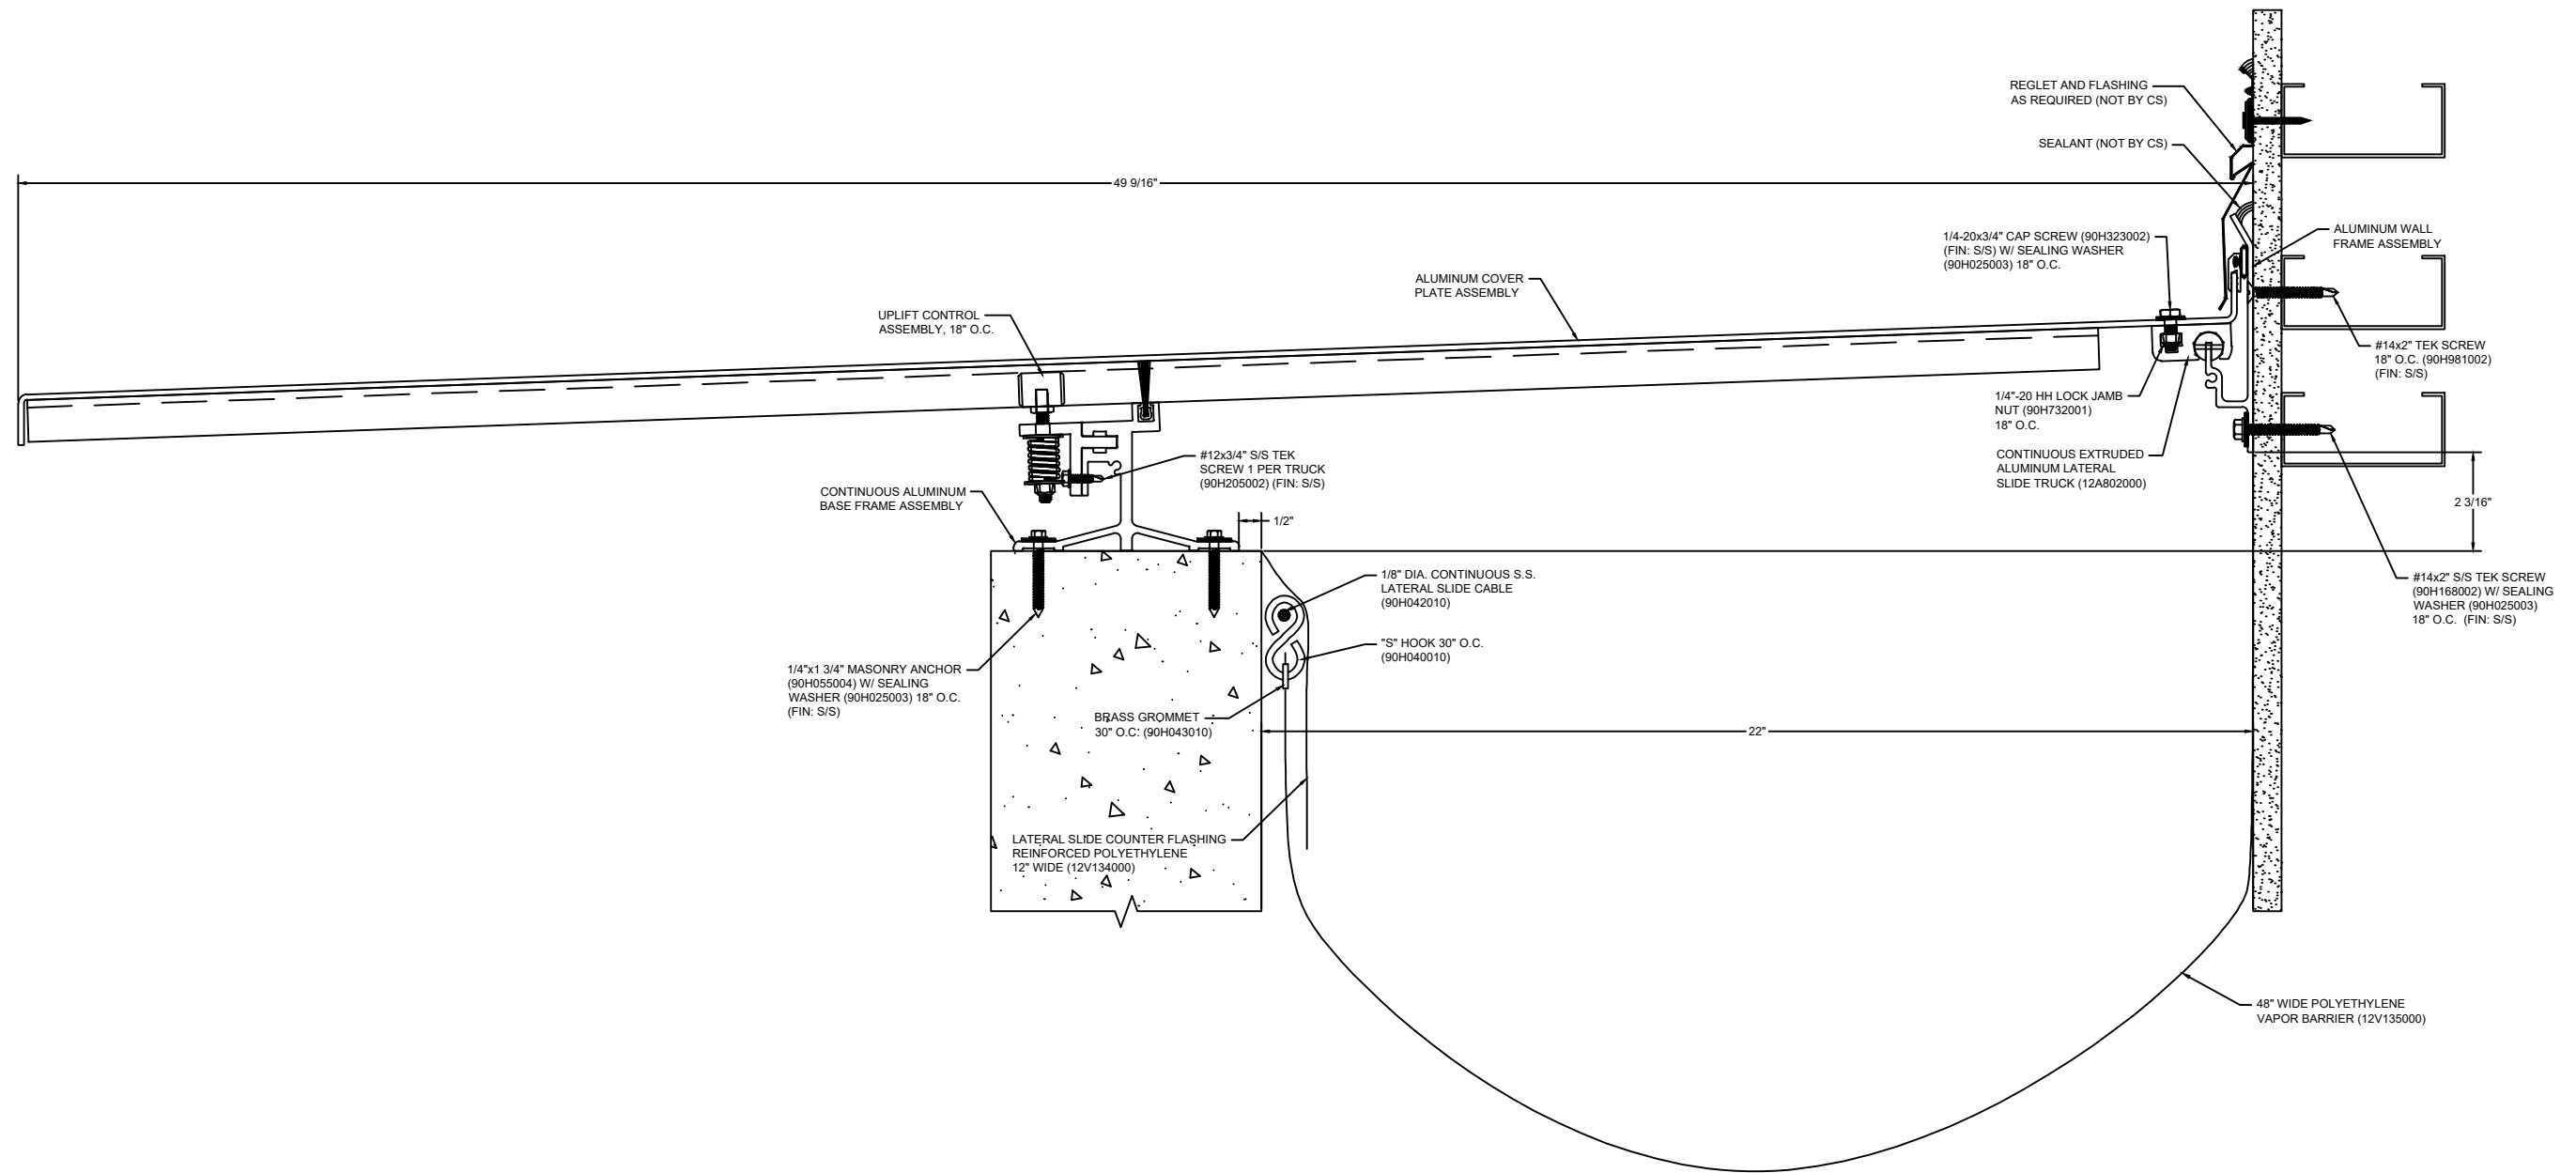 REGLET AND FLASHING
AS REQUIRED (NOT BY CS)
SEALANT (NOT BY CS)
49 9/16"
1/4-20x3/4" CAP SCREW (90H323002)
(FIN: S/S) W/ SEALING WASHER
(90H025003) 18" O.C.
ALUMINUM WALL
FRAME ASSEMBLY
ALUMINUM COVER
PLATE ASSEMBLY
UPLIFT CONTROL
ASSEMBLY, 18" O.C.
#14x2" TEK SCREW
18" O.C. (90H981002)
(FIN: S/S)
1/4"-20 HH LOCK JAMB
NUT (90H732001)
18" O.C.
#12x3/4" S/S TEK
SCREW 1 PER TRUCK
(90H205002) (FIN: S/S)
CONTINUOUS EXTRUDED
ALUMINUM LATERAL
SLIDE TRUCK (12A802000)
CONTINUOUS ALUMINUM
BASE FRAME ASSEMBLY
2 3/16"
1/2"
1/8" DIA. CONTINUOUS S.S.
LATERAL SLIDE CABLE
(90H042010)
#14x2" S/S TEK SCREW
(90H168002) W/ SEALING
WASHER (90H025003)
18" O.C. (FIN: S/S)
"S" HOOK 30" O.C.
(90H040010)
1/4"x1 3/4" MASONRY ANCHOR
(90H055004) W/ SEALING
WASHER (90H025003) 18" O.C.
(FIN: S/S)
BRASS GROMMET
30" O.C. (90H043010)
22"
LATERAL SLIDE COUNTER FLASHING
REINFORCED POLYETHYLENE
12" WIDE (12V134000)
48" WIDE POLYETHYLENE
VAPOR BARRIER (12V135000)